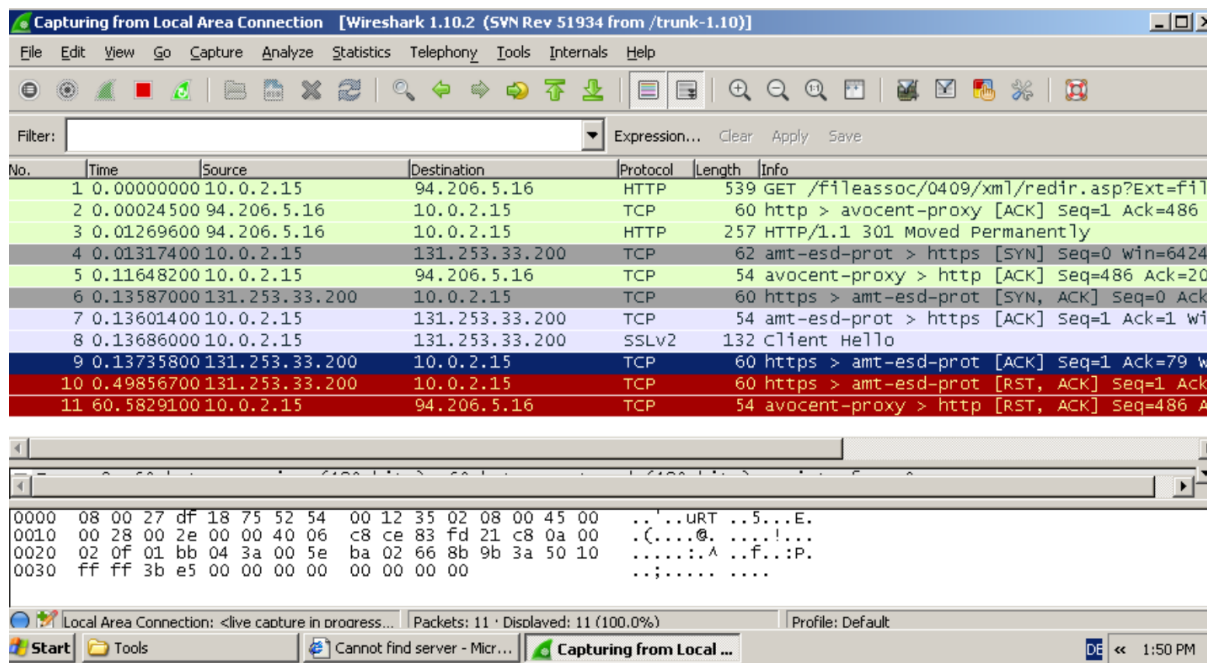 Capturing from Local Area Connection [Wireshark 1.10.2 (SVN Rev 51934 from /trunk-1.10)]
File Edit View Go Capture Analyze Statistics Telephony Tools Internals Help
Filter: Expression... Clear Apply Save
No. Time Source Destination Protocol Length Info
1 0.00000000 10.0.2.15 94.206.5.16 HTTP 539 GET /fileassoc/0409/xml/redir.asp?Ext=fil
2 0.00024500 94.206.5.16 10.0.2.15 TCP 60 http > avocent-proxy [ACK] Seq=1 Ack=486
3 0.01269600 94.206.5.16 10.0.2.15 HTTP 257 HTTP/1.1 301 Moved Permanently
4 0.01317400 10.0.2.15 131.253.33.200 TCP 62 amt-esd-prot > https [SYN] Seq=0 Win=6424
5 0.11648200 10.0.2.15 94.206.5.16 TCP 54 avocent-proxy > http [ACK] Seq=486 Ack=20
6 0.13587000 131.253.33.200 10.0.2.15 TCP 60 https > amt-esd-prot [SYN, ACK] Seq=0 Ack
7 0.13601400 10.0.2.15 131.253.33.200 TCP 54 amt-esd-prot > https [ACK] Seq=1 Ack=1 Wi
8 0.13686000 10.0.2.15 131.253.33.200 SSLv2 132 Client Hello
9 0.13735800 131.253.33.200 10.0.2.15 TCP 60 https > amt-esd-prot [ACK] Seq=1 Ack=79 W
10 0.49856700 131.253.33.200 10.0.2.15 TCP 60 https > amt-esd-prot [RST, ACK] Seq=1 Ack
11 60.5829100 10.0.2.15 94.206.5.16 TCP 54 avocent-proxy > http [RST, ACK] Seq=486 A
0000 08 00 27 df 18 75 52 54 00 12 35 02 08 00 45 00 ..'..uRT ..5...E.
0010 00 28 00 2e 00 00 40 06 c8 ce 83 fd 21 c8 0a 00 .(....@. ....!...
0020 02 0f 01 bb 04 3a 00 5e ba 02 66 8b 9b 3a 50 10 .....:.^ ..f..:P.
0030 ff ff 3b e5 00 00 00 00 00 00 00 00 ..;..... ....
Local Area Connection: <live capture in progress... Packets: 11 · Displayed: 11 (100.0%) Profile: Default
Start Tools Cannot find server - Micr... Capturing from Local ... DE « 1:50 PM